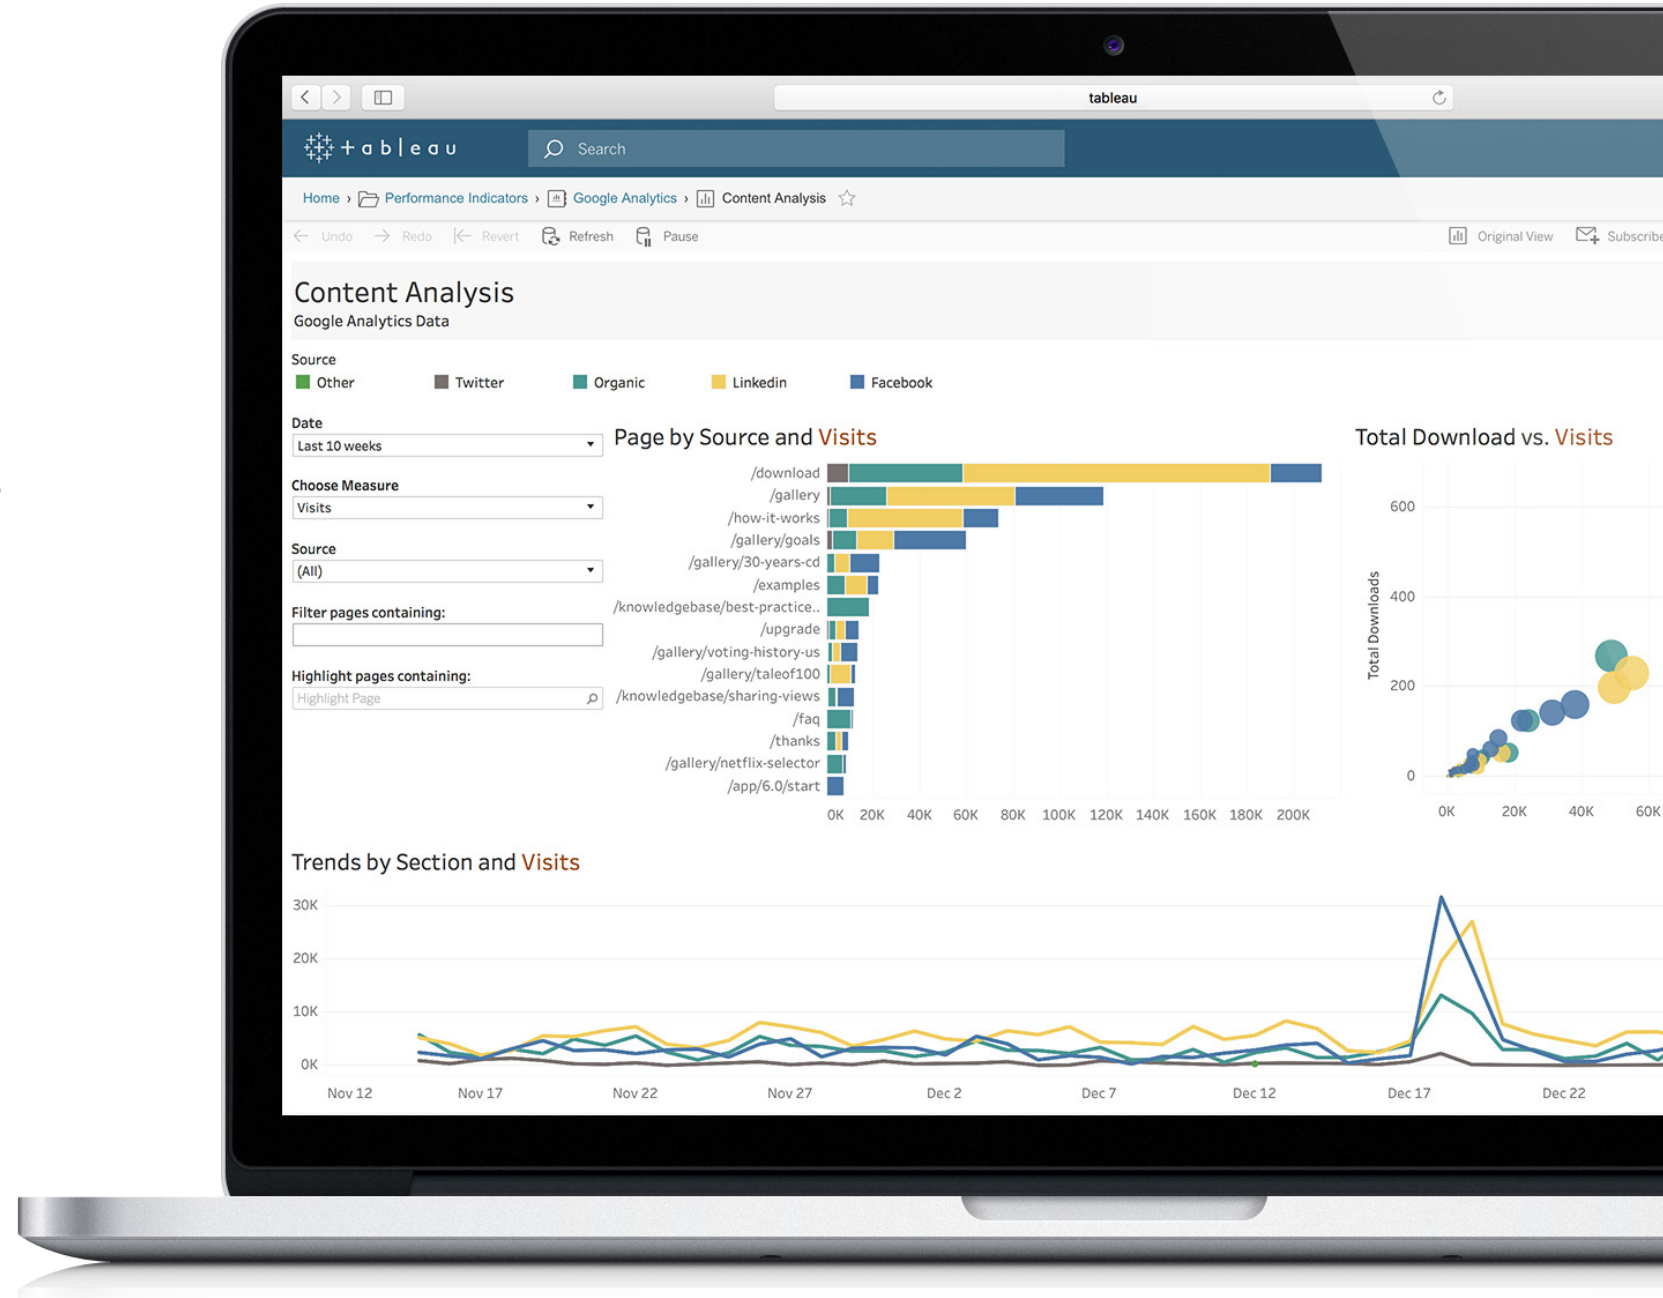 tableau
tableau
Search
Home › Performance Indicators › Google Analytics › Content Analysis
Undo Redo Revert Refresh Pause Original View Subscribe
Content Analysis
Google Analytics Data
Source
Other Twitter Organic Linkedin Facebook
Date
Last 10 weeks
Choose Measure
Visits
Source
(All)
Filter pages containing:
Highlight pages containing:
Highlight Page
Page by Source and Visits
/download
/gallery
/how-it-works
/gallery/goals
/gallery/30-years-cd
/examples
/knowledgebase/best-practice..
/upgrade
/gallery/voting-history-us
/gallery/taleof100
/knowledgebase/sharing-views
/faq
/thanks
/gallery/netflix-selector
/app/6.0/start
0K 20K 40K 60K 80K 100K 120K 140K 160K 180K 200K
Total Download vs. Visits
Total Downloads
600
400
200
0
0K 20K 40K 60K
Trends by Section and Visits
30K
20K
10K
0K
Nov 12 Nov 17 Nov 22 Nov 27 Dec 2 Dec 7 Dec 12 Dec 17 Dec 22